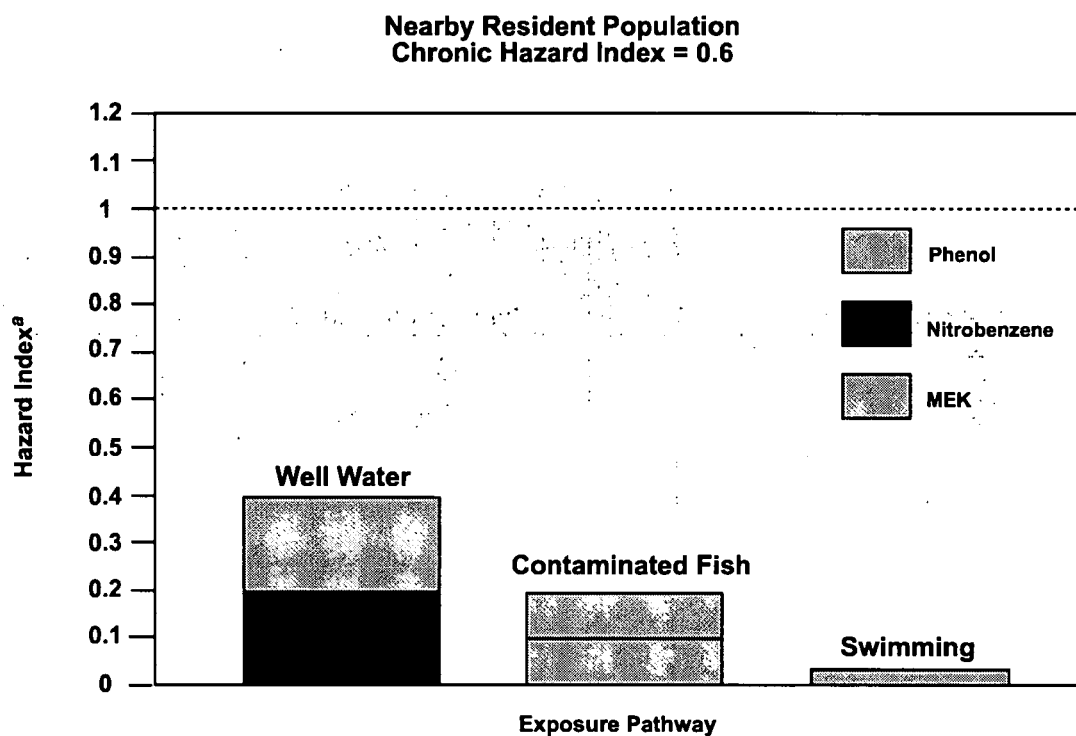 Nearby Resident Population
Chronic Hazard Index = 0.6
1.2
1.1
1
0.9
0.8
0.7
0.6
0.5
0.4
0.3
0.2
0.1
0
Hazard Indexᵃ
Phenol
Nitrobenzene
MEK
Well Water
Contaminated Fish
Swimming
Exposure Pathway